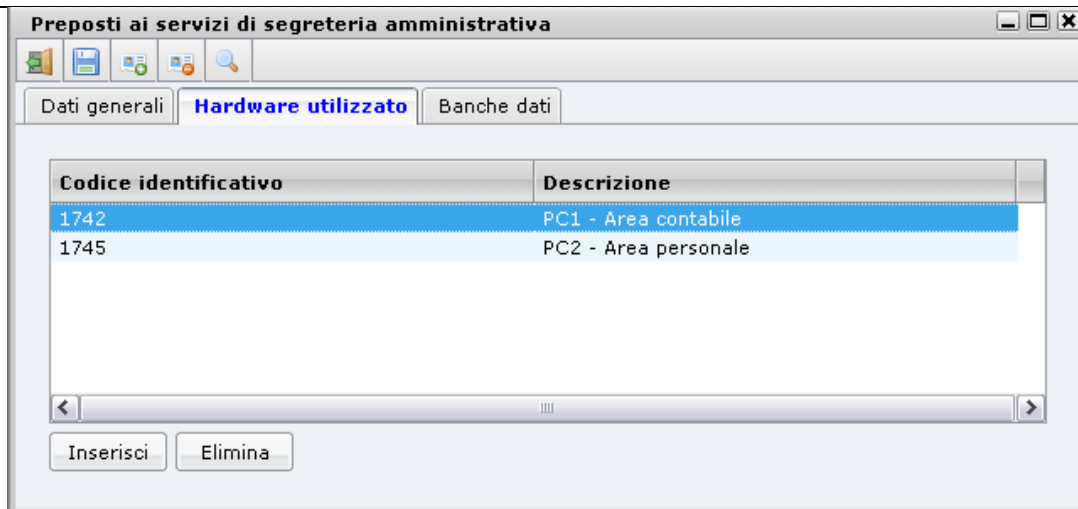 Preposti ai servizi di segreteria amministrativa
Dati generali Hardware utilizzato Banche dati
Codice identificativo Descrizione
1742 PC1 - Area contabile
1745 PC2 - Area personale
Inserisci Elimina